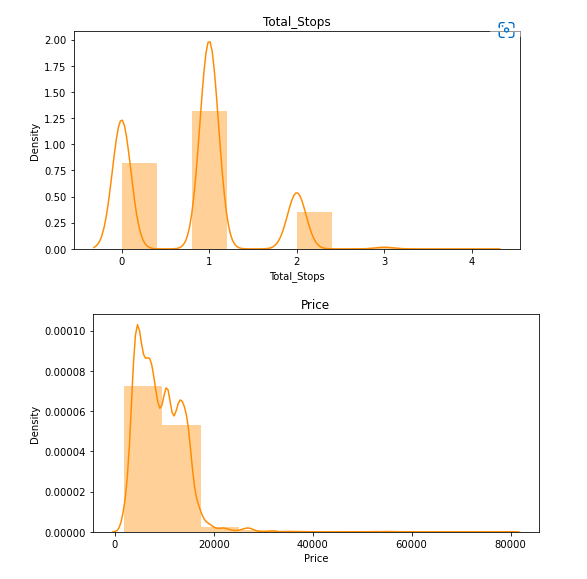 Total_Stops
2.00
1.75
1.50
1.25
1.00
0.75
0.50
0.25
0.00
Density
0 1 2 3 4
Total_Stops
Price
0.00010
0.00008
0.00006
0.00004
0.00002
0.00000
Density
0 20000 40000 60000 80000
Price